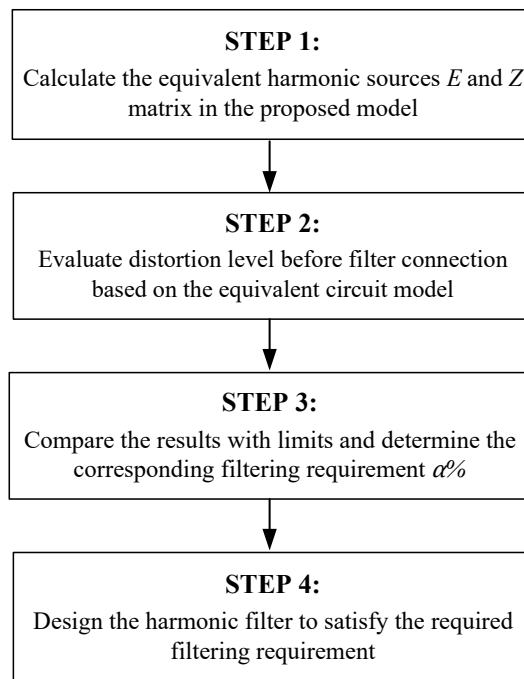 STEP 1:
Calculate the equivalent harmonic sources E and Z
matrix in the proposed model
STEP 2:
Evaluate distortion level before filter connection
based on the equivalent circuit model
STEP 3:
Compare the results with limits and determine the
corresponding filtering requirement α%
STEP 4:
Design the harmonic filter to satisfy the required
filtering requirement